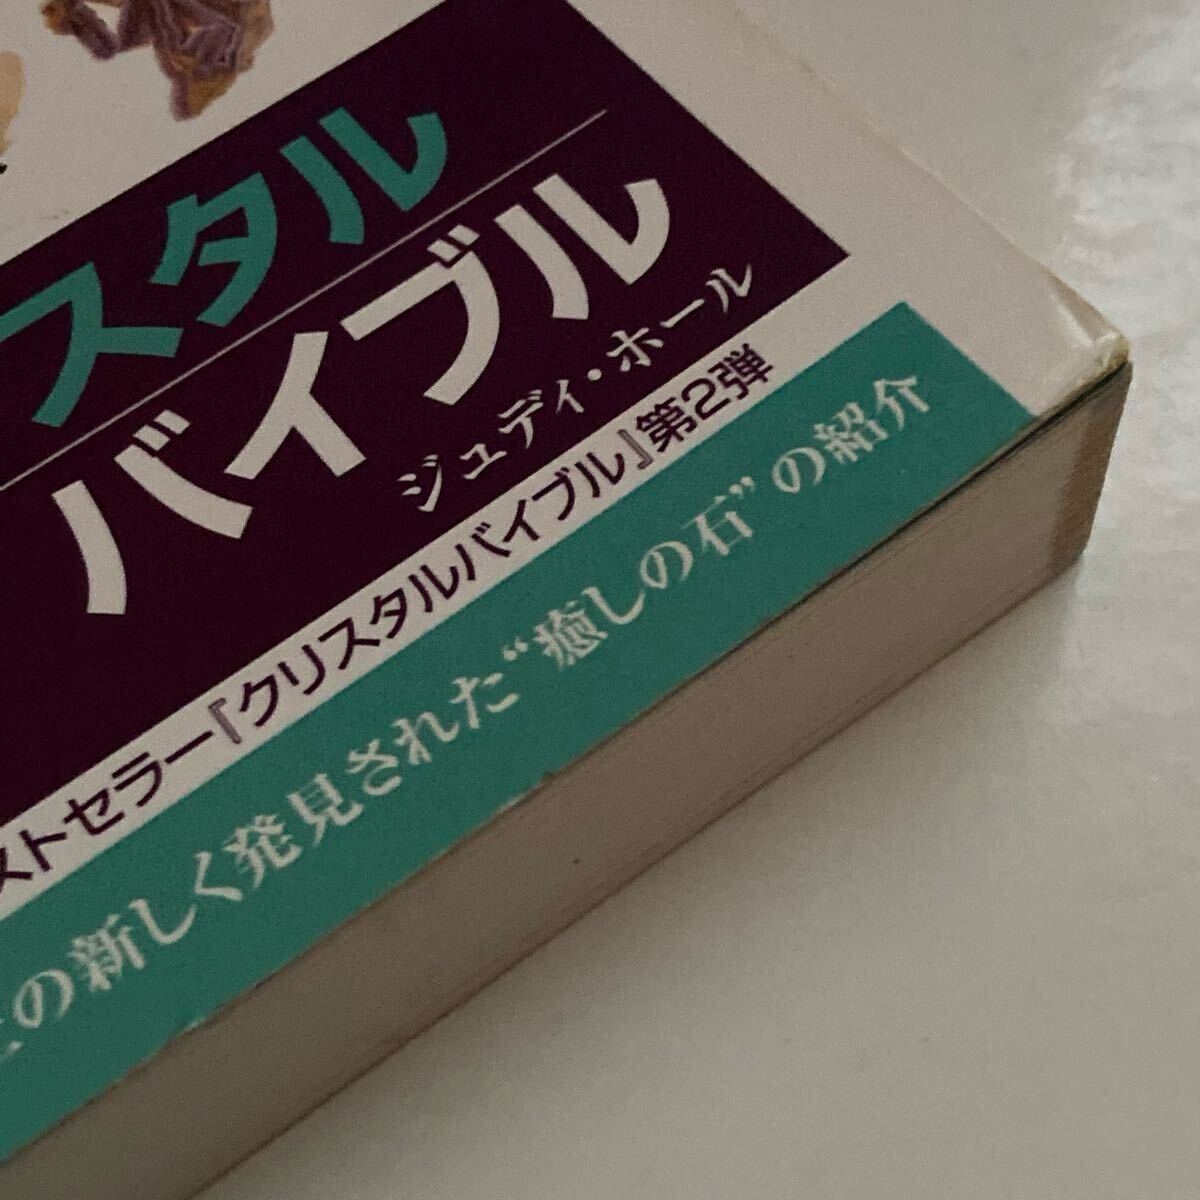 スタル
バイブル
ジュディ・ホール
ストセラー『クリスタルバイブル』第2弾
の新しく発見された“癒しの石”の紹介